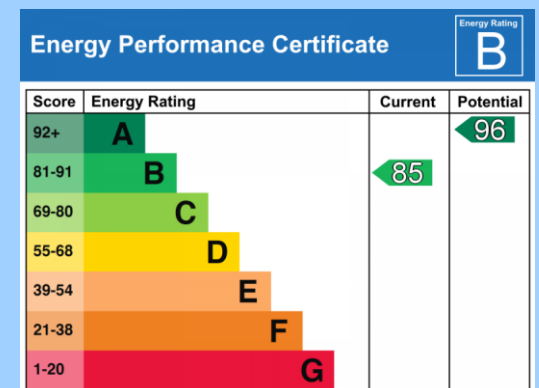 Energy Performance Certificate
Energy Rating
B
Score Energy Rating Current Potential
92+ A 96
81-91 B 85
69-80 C
55-68 D
39-54 E
21-38 F
1-20 G